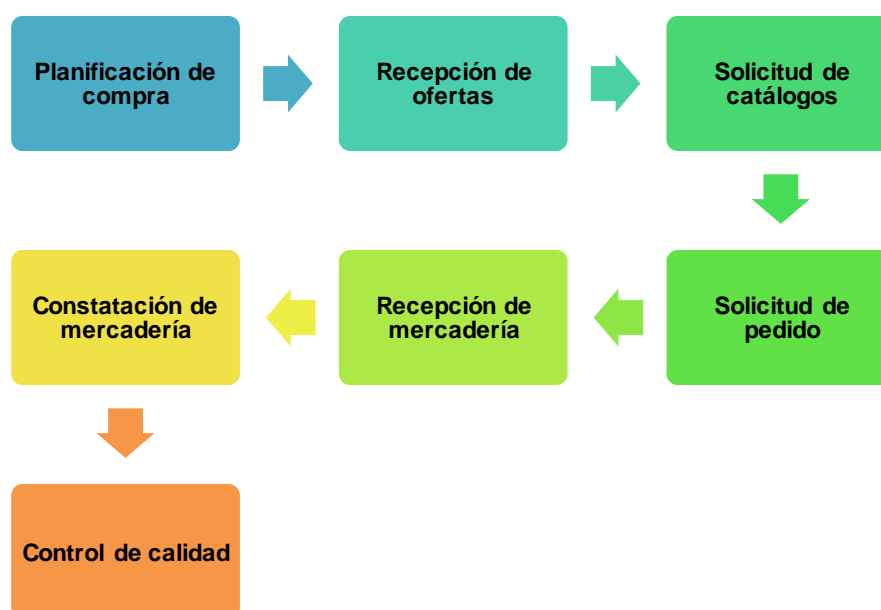 Planificación de
compra
Recepción de
ofertas
Solicitud de
catálogos
Solicitud de
pedido
Recepción de
mercadería
Constatación de
mercadería
Control de calidad